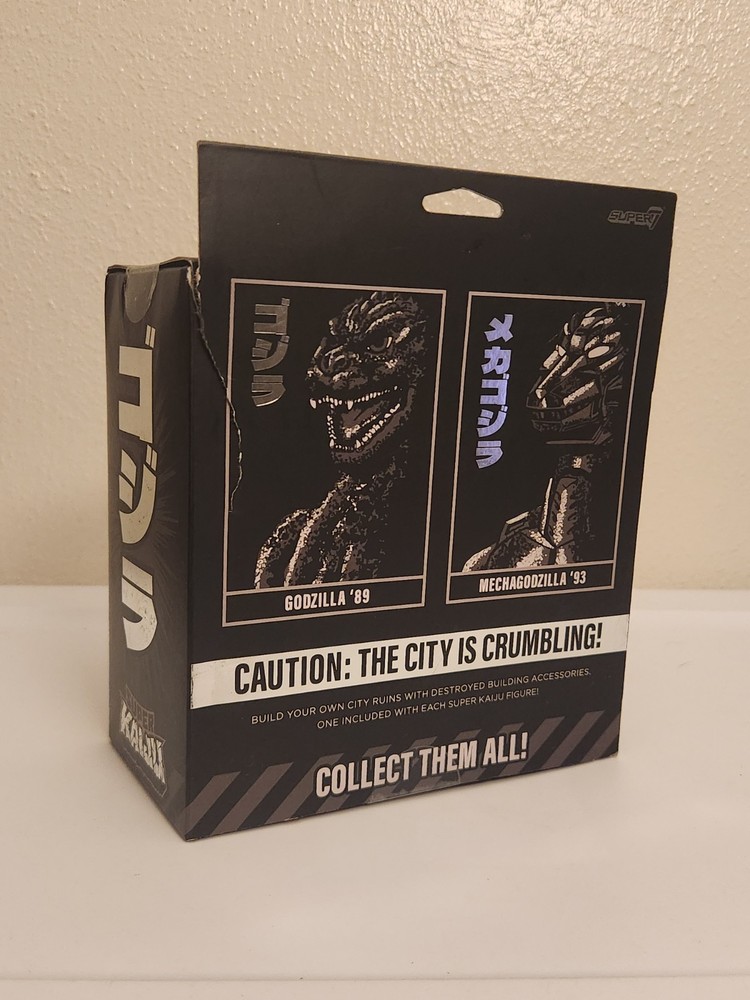 SUPER7
ゴジラ
ゴジラ
メカゴジラ
GODZILLA '89
MECHAGODZILLA '93
CAUTION: THE CITY IS CRUMBLING!
BUILD YOUR OWN CITY RUINS WITH DESTROYED BUILDING ACCESSORIES.
ONE INCLUDED WITH EACH SUPER KAIJU FIGURE!
SUPER
KAIJU
COLLECT THEM ALL!